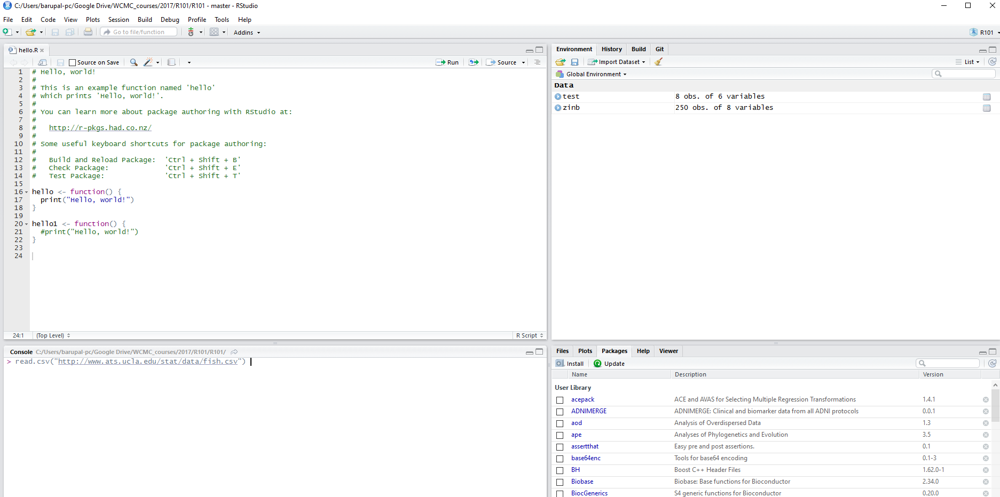 C:/Users/barupal-pc/Google Drive/WCMC_courses/2017/R101/R101 - master - RStudio
File Edit Code View Plots Session Build Debug Profile Tools Help
Go to file/function Addins R101
hello.R
Source on Save Run Source
1 # Hello, world!
2 #
3 # This is an example function named 'hello'
4 # which prints 'Hello, world!'.
5 #
6 # You can learn more about package authoring with RStudio at:
7 #
8 #   http://r-pkgs.had.co.nz/
9 #
10 # Some useful keyboard shortcuts for package authoring:
11 #
12 #   Build and Reload Package:  'Ctrl + Shift + B'
13 #   Check Package:             'Ctrl + Shift + E'
14 #   Test Package:              'Ctrl + Shift + T'
15
16 hello <- function() {
17   print("Hello, world!")
18 }
19
20 hello1 <- function() {
21   #print("Hello, world!")
22 }
23
24
24:1 (Top Level) R Script
Console C:/Users/barupal-pc/Google Drive/WCMC_courses/2017/R101/R101/
> read.csv("http://www.ats.ucla.edu/stat/data/fish.csv")
Environment History Build Git
Import Dataset List
Global Environment
Data
test 8 obs. of 6 variables
zinb 250 obs. of 8 variables
Files Plots Packages Help Viewer
Install Update
Name Description Version
User Library
acepack ACE and AVAS for Selecting Multiple Regression Transformations 1.4.1
ADNIMERGE ADNIMERGE: Clinical and biomarker data from all ADNI protocols 0.0.1
aod Analysis of Overdispersed Data 1.3
ape Analyses of Phylogenetics and Evolution 3.5
assertthat Easy pre and post assertions. 0.1
base64enc Tools for base64 encoding 0.1-3
BH Boost C++ Header Files 1.62.0-1
Biobase Biobase: Base functions for Bioconductor 2.34.0
BiocGenerics S4 generic functions for Bioconductor 0.20.0